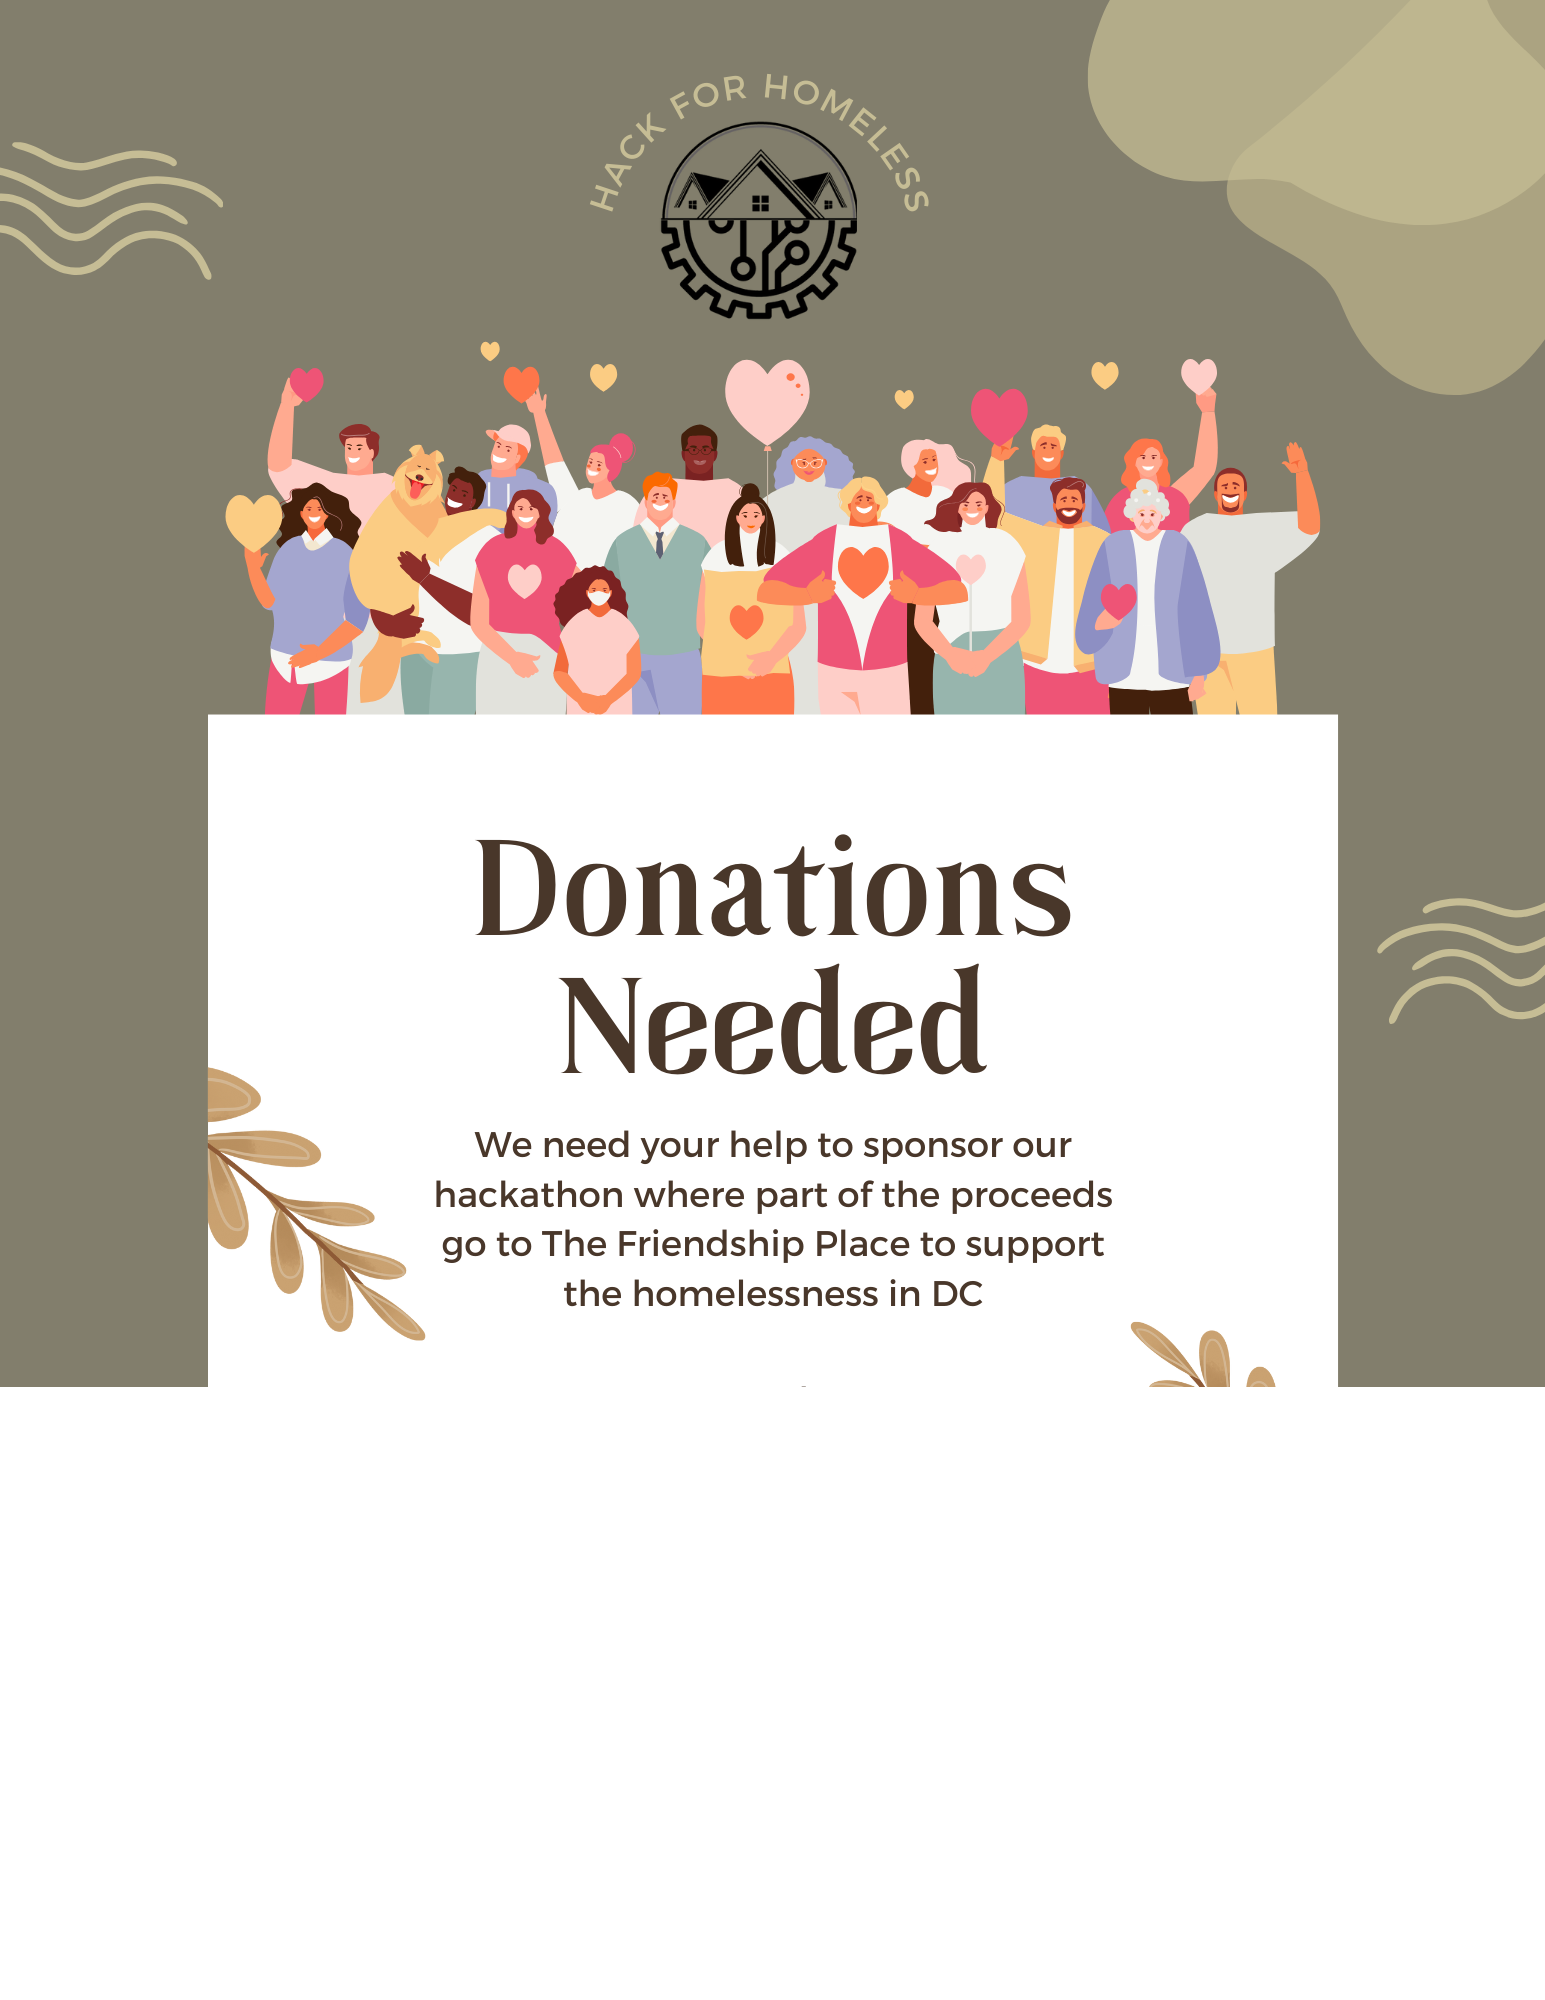 HACK FOR HOMELESS
Donations
Needed
We need your help to sponsor our
hackathon where part of the proceeds
go to The Friendship Place to support
the homelessness in DC